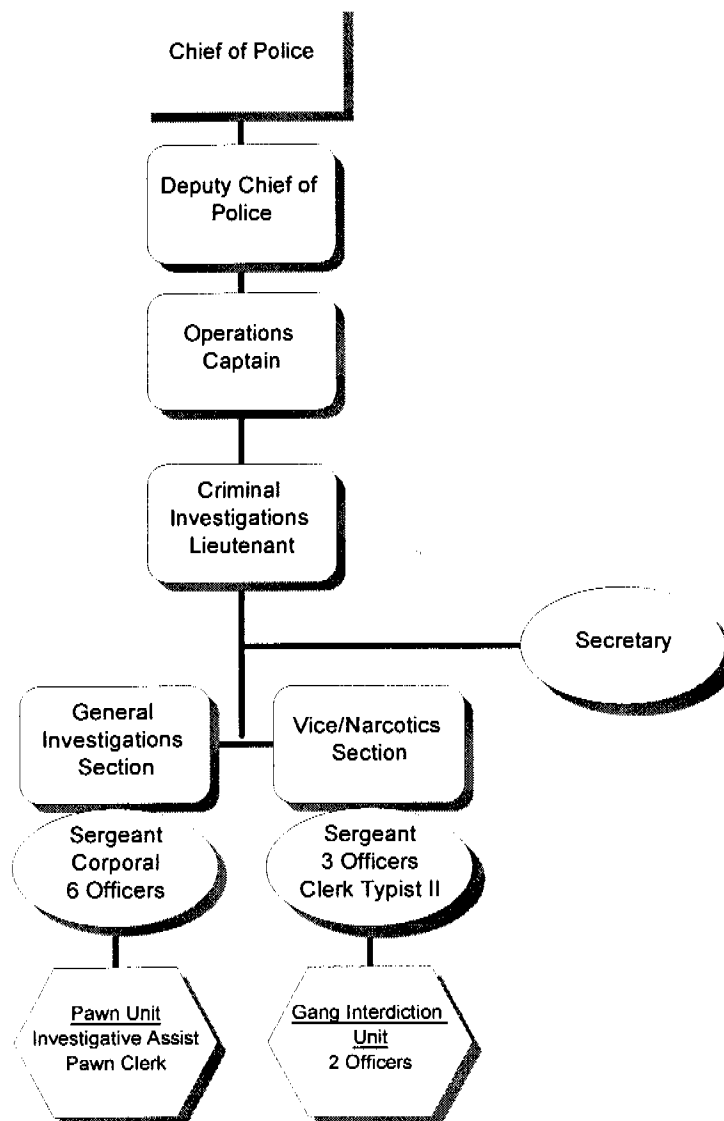 Chief of Police
Deputy Chief of
Police
Operations
Captain
Criminal
Investigations
Lieutenant
Secretary
General
Investigations
Section
Vice/Narcotics
Section
Sergeant
Corporal
6 Officers
Sergeant
3 Officers
Clerk Typist II
Pawn Unit
Investigative Assist
Pawn Clerk
Gang Interdiction
Unit
2 Officers